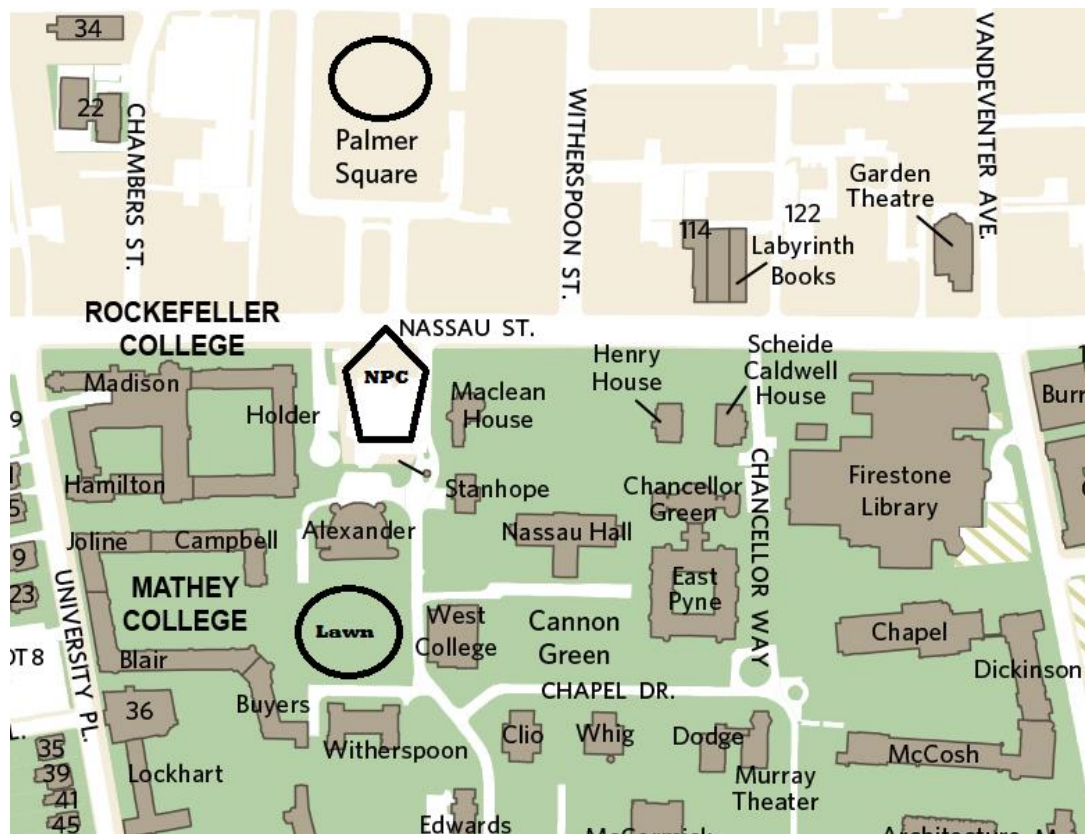 34
22
CHAMBERS ST.
Palmer
Square
WITHERSPOON ST.
VANDEVENTER AVE.
Garden
Theatre
114
122
Labyrinth
Books
ROCKEFELLER
COLLEGE
NASSAU ST.
NPC
Madison
Holder
Maclean
House
Henry
House
Scheide
Caldwell
House
Burr
9
Hamilton
Stanhope
Chancellor
Green
CHANCELLOR WAY
Firestone
Library
5
Joline
Campbell
Alexander
Nassau Hall
9
23
UNIVERSITY PL.
MATHEY
COLLEGE
Lawn
West
College
Cannon
Green
East
Pyne
Chapel
Dickinson
OT 8
Blair
36
Buyers
CHAPEL DR.
Witherspoon
Clio
Whig
Dodge
Murray
Theater
McCosh
L.
35
39
41
45
Lockhart
Edwards
McCormick
Architecture